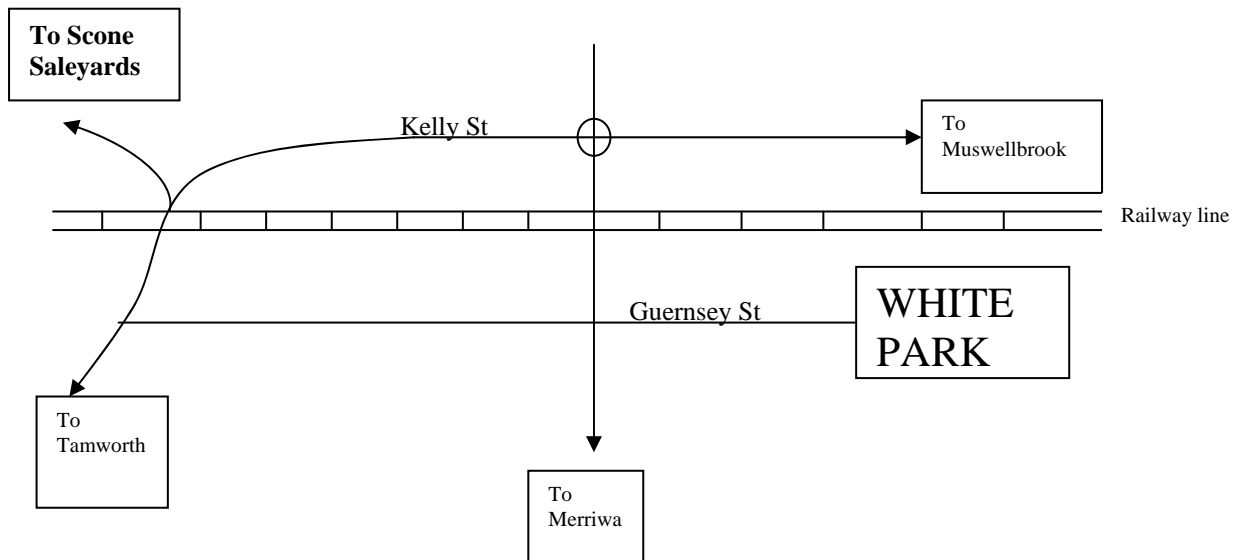 To Scone
Saleyards
Kelly St
To
Muswellbrook
Railway line
Guernsey St
WHITE
PARK
To
Tamworth
To
Merriwa